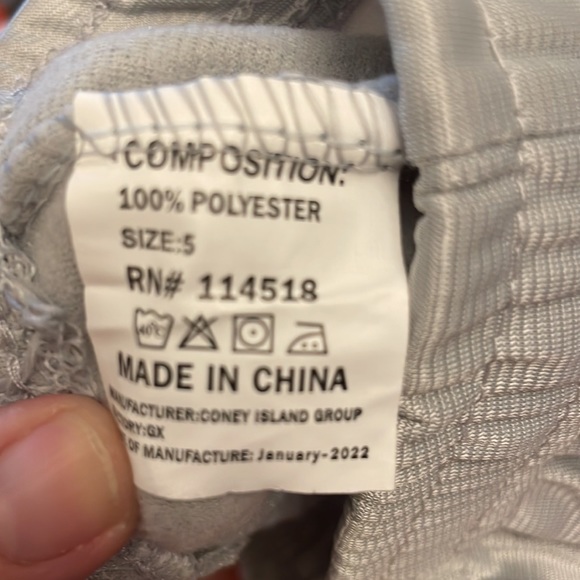 COMPOSITION:
100% POLYESTER
SIZE:5
RN# 114518
40°C
MADE IN CHINA
MANUFACTURER:CONEY ISLAND GROUP
GX
OF MANUFACTURE: January-2022